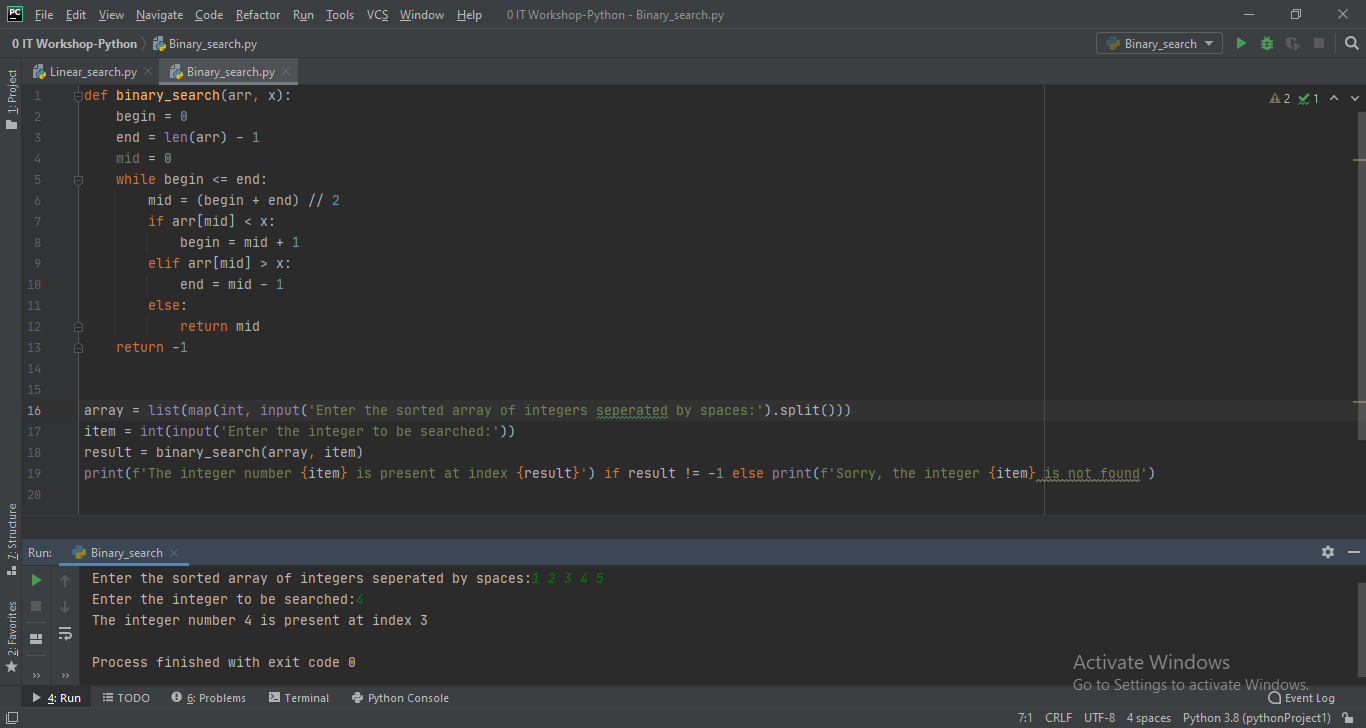 PC File Edit View Navigate Code Refactor Run Tools VCS Window Help 0 IT Workshop-Python - Binary_search.py
0 IT Workshop-Python Binary_search.py Binary_search
1: Project
Linear_search.py Binary_search.py
1 def binary_search(arr, x):
2 begin = 0
3 end = len(arr) - 1
4 mid = 0
5 while begin <= end:
6 mid = (begin + end) // 2
7 if arr[mid] < x:
8 begin = mid + 1
9 elif arr[mid] > x:
10 end = mid - 1
11 else:
12 return mid
13 return -1
14
15
16 array = list(map(int, input('Enter the sorted array of integers seperated by spaces:').split()))
17 item = int(input('Enter the integer to be searched:'))
18 result = binary_search(array, item)
19 print(f'The integer number {item} is present at index {result}') if result != -1 else print(f'Sorry, the integer {item} is not found')
20
2 1
7: Structure
2: Favorites
Run: Binary_search
Enter the sorted array of integers seperated by spaces:1 2 3 4 5
Enter the integer to be searched:4
The integer number 4 is present at index 3
Process finished with exit code 0
Activate Windows
Go to Settings to activate Windows.
4: Run TODO 6: Problems Terminal Python Console Event Log
7:1 CRLF UTF-8 4 spaces Python 3.8 (pythonProject1)